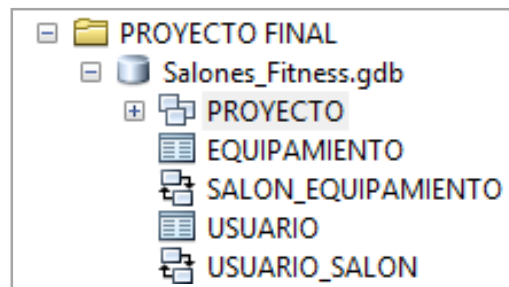 PROYECTO FINAL
Salones_Fitness.gdb
PROYECTO
EQUIPAMIENTO
SALON_EQUIPAMIENTO
USUARIO
USUARIO_SALON